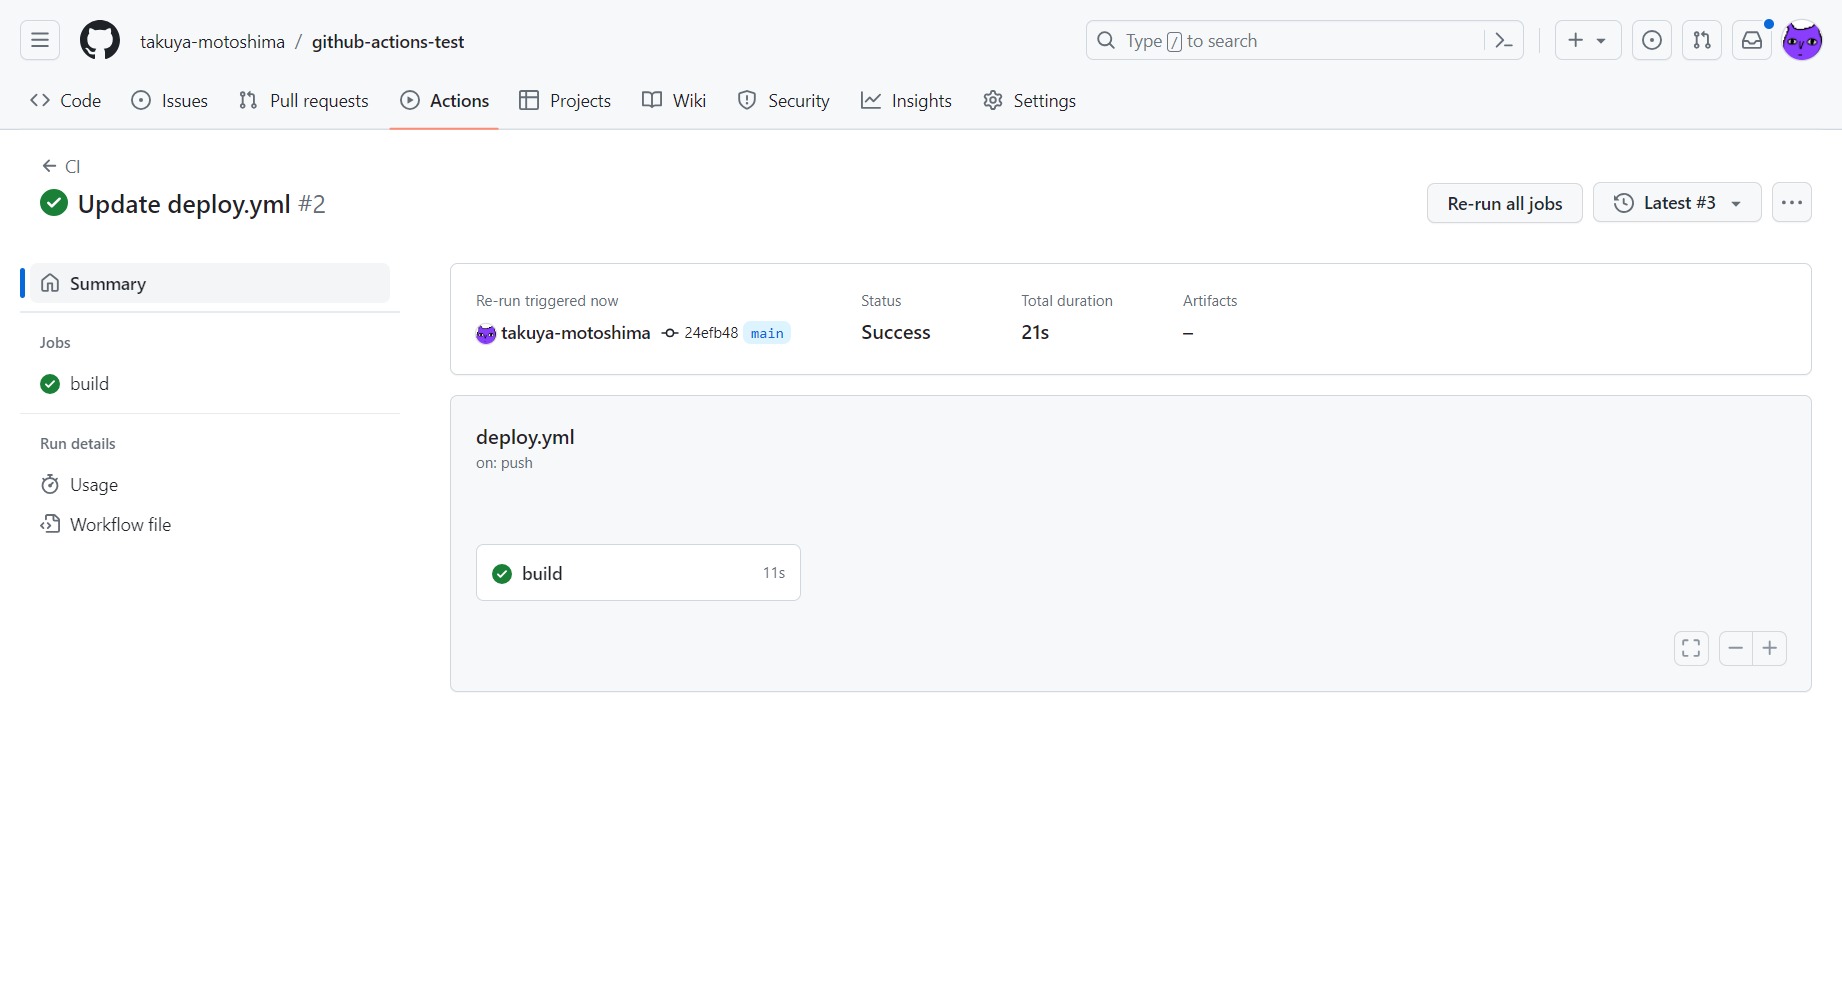 takuya-motoshima / github-actions-test
Type / to search
Code Issues Pull requests Actions Projects Wiki Security Insights Settings
CI
Update deploy.yml #2
Re-run all jobs
Latest #3
Summary
Jobs
build
Run details
Usage
Workflow file
Re-run triggered now
takuya-motoshima 24efb48 main
Status
Success
Total duration
21s
Artifacts
–
deploy.yml
on: push
build 11s